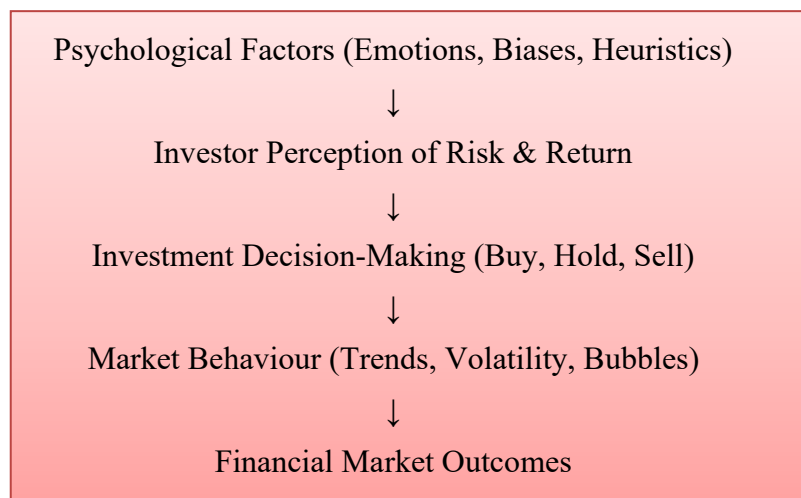 Psychological Factors (Emotions, Biases, Heuristics)
↓
Investor Perception of Risk & Return
↓
Investment Decision-Making (Buy, Hold, Sell)
↓
Market Behaviour (Trends, Volatility, Bubbles)
↓
Financial Market Outcomes